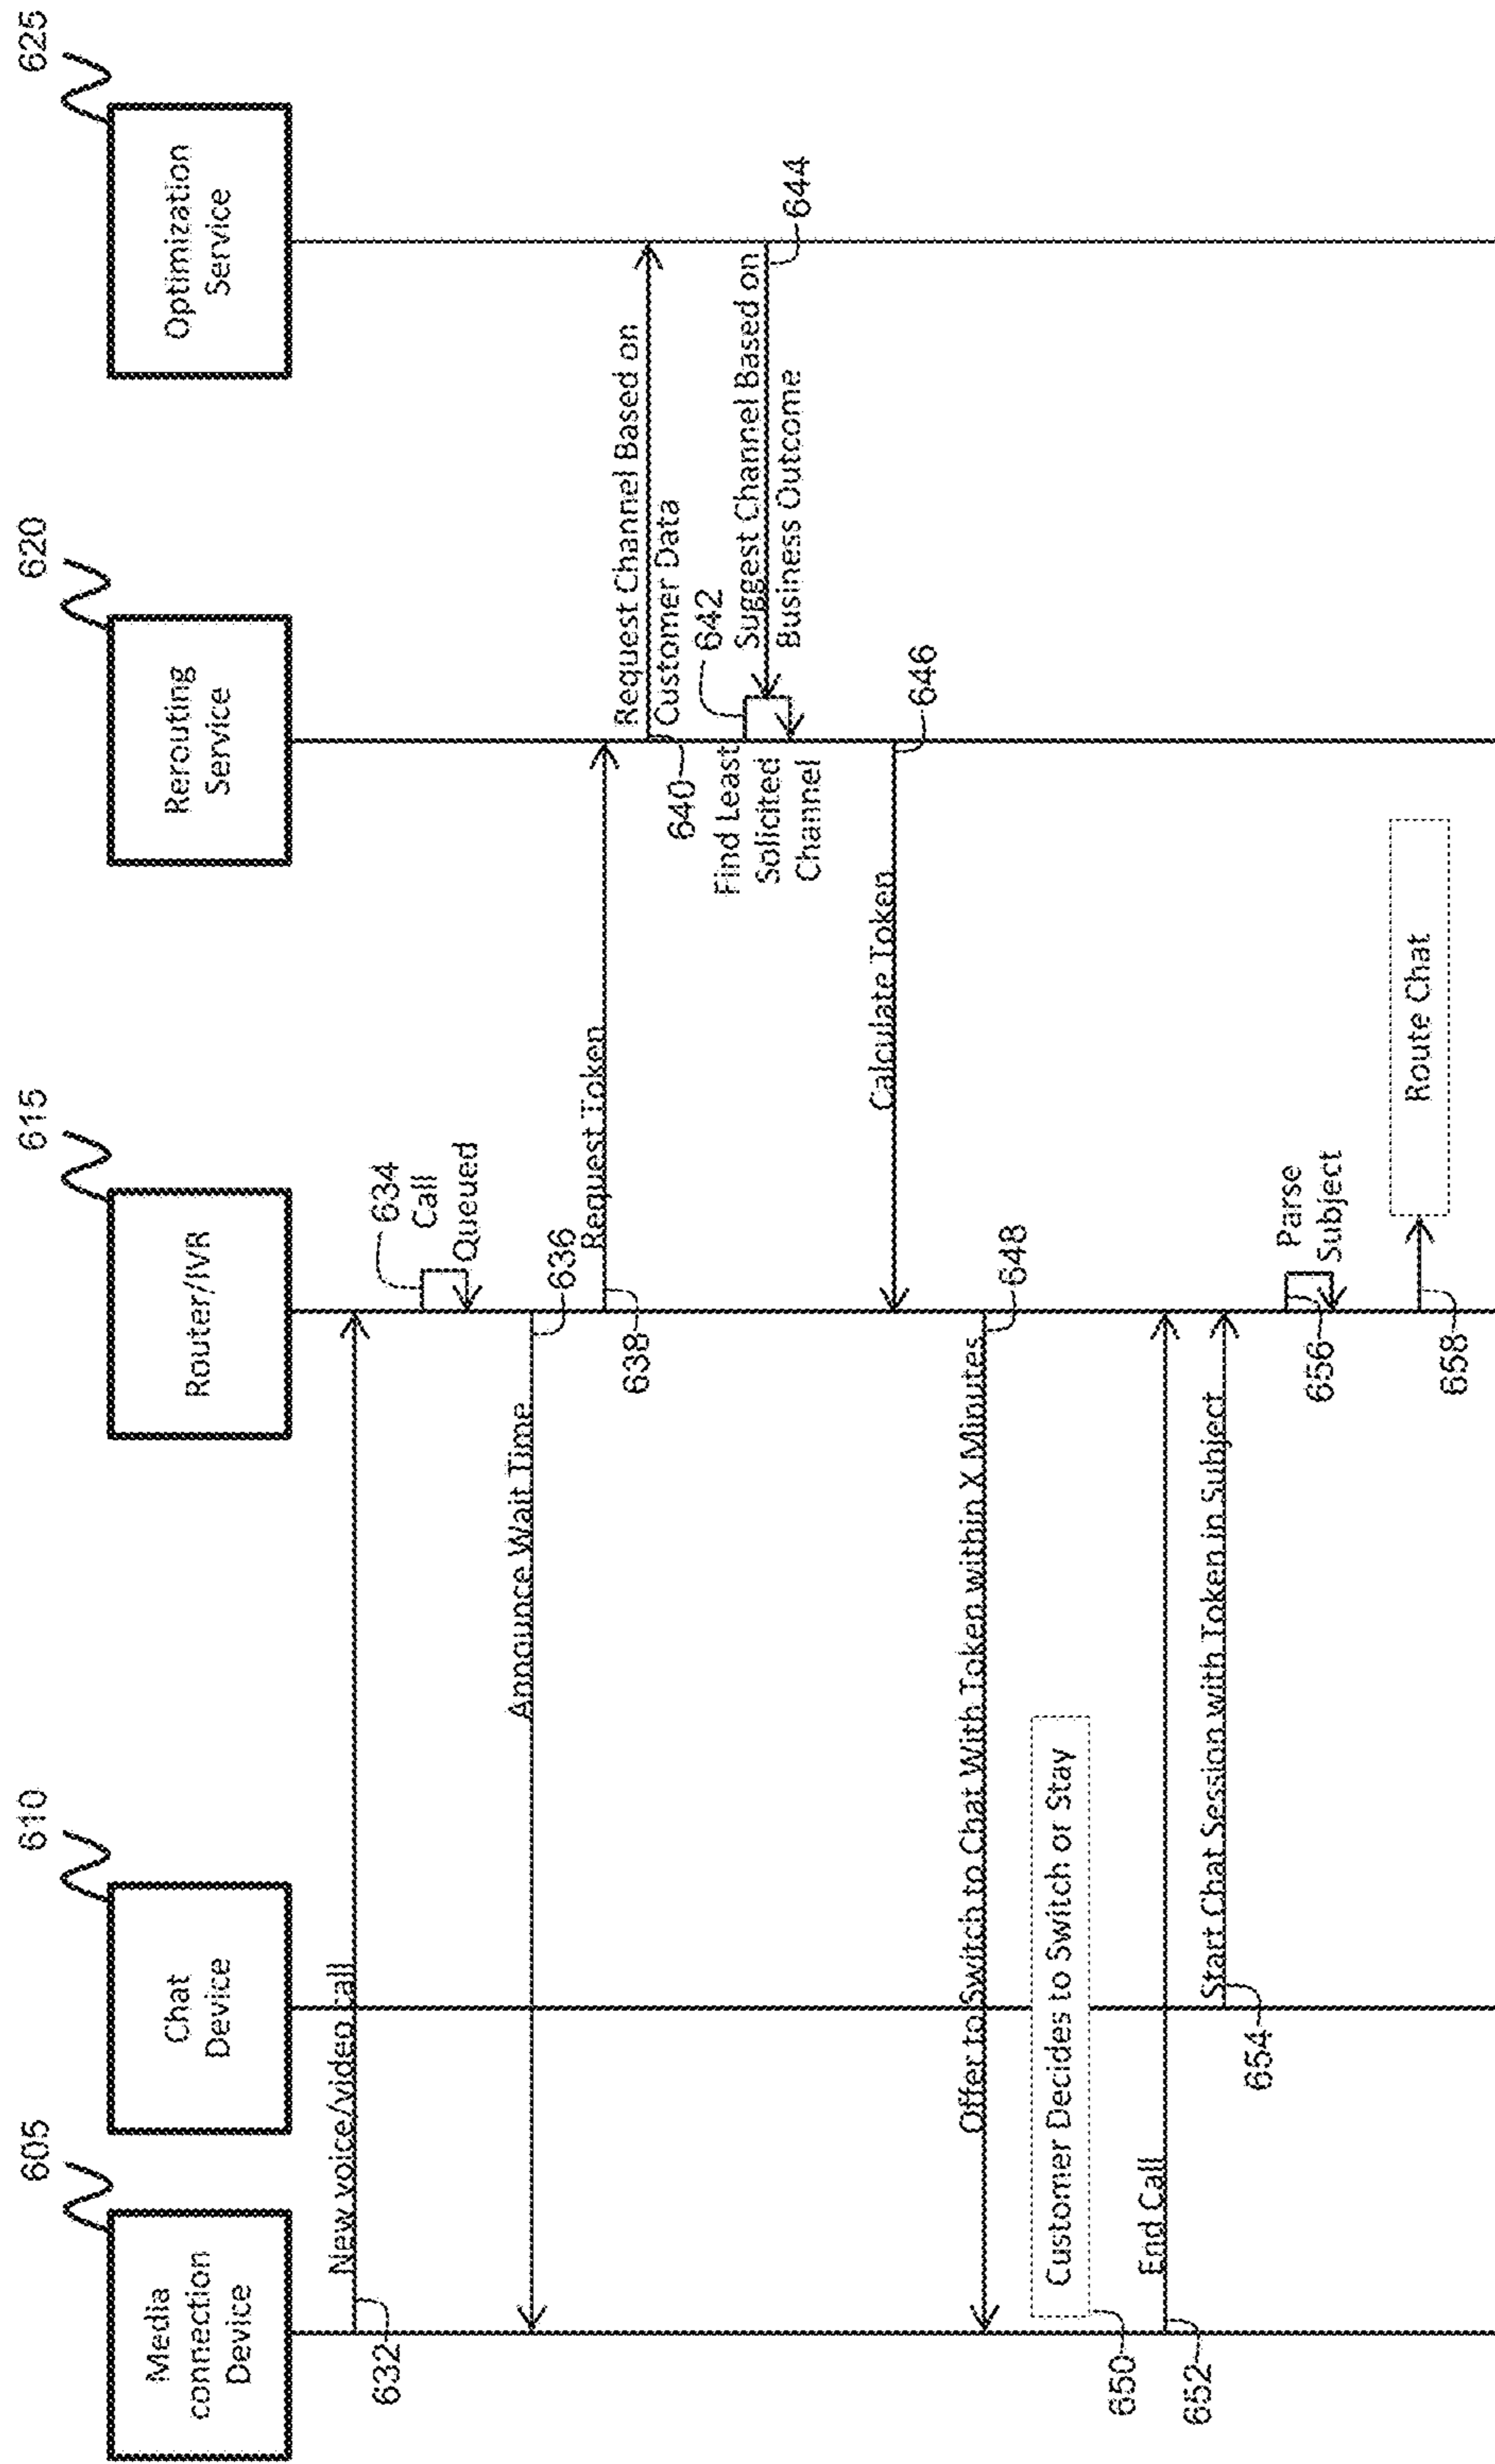 605
Media
connection
Device
610
Chat
Device
615
Router/IVR
620
Rerouting
Service
625
Optimization
Service
New voice/video call
632
634
Call
Queued
Announce Wait Time
636
Request Token
638
Request Channel Based on
Customer Data
640
642
Find Least
Solicited
Channel
Suggest Channel Based on
Business Outcome
644
Calculate Token
646
Offer to Switch to Chat With Token within X Minutes
648
Customer Decides to Switch or Stay
650
End Call
652
Start Chat Session with Token in Subject
654
Parse
Subject
656
Route Chat
658